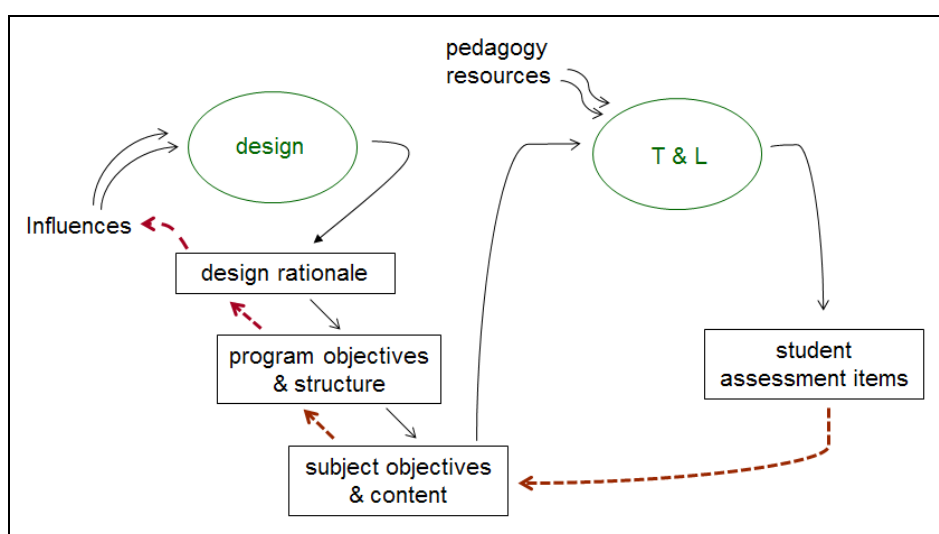 pedagogy
resources
design
T & L
Influences
design rationale
program objectives
& structure
student
assessment items
subject objectives
& content